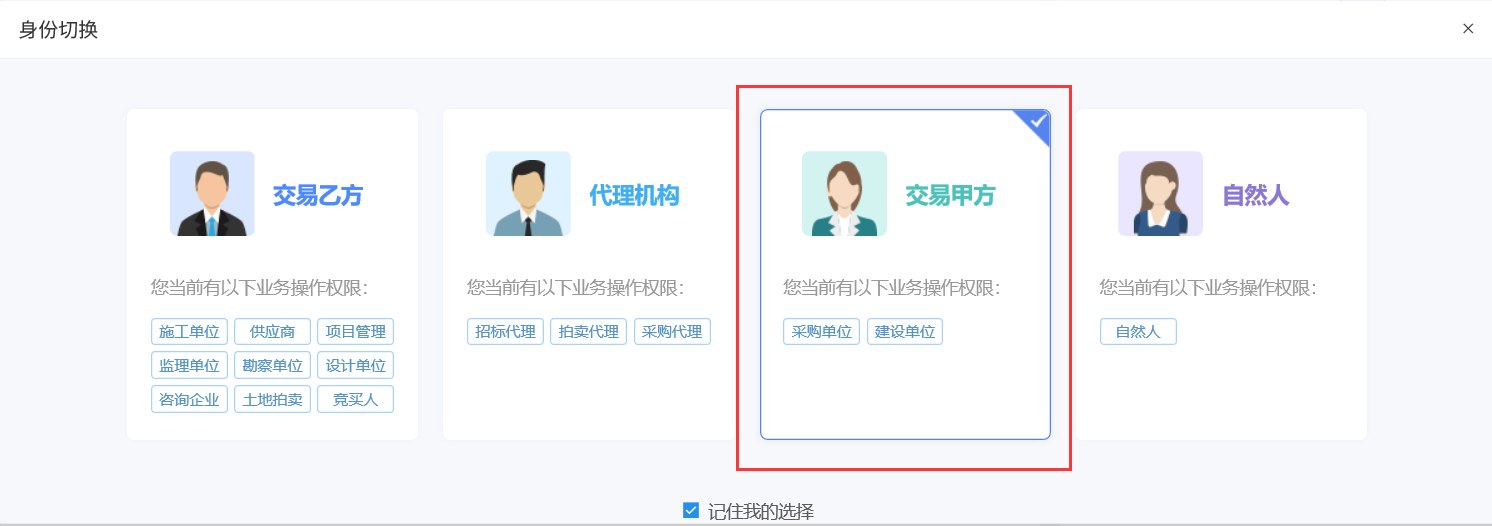 身份切换
交易乙方
您当前有以下业务操作权限：
施工单位 供应商 项目管理
监理单位 勘察单位 设计单位
咨询企业 土地拍卖 竞买人
代理机构
您当前有以下业务操作权限：
招标代理 拍卖代理 采购代理
交易甲方
您当前有以下业务操作权限：
采购单位 建设单位
自然人
您当前有以下业务操作权限：
自然人
记住我的选择